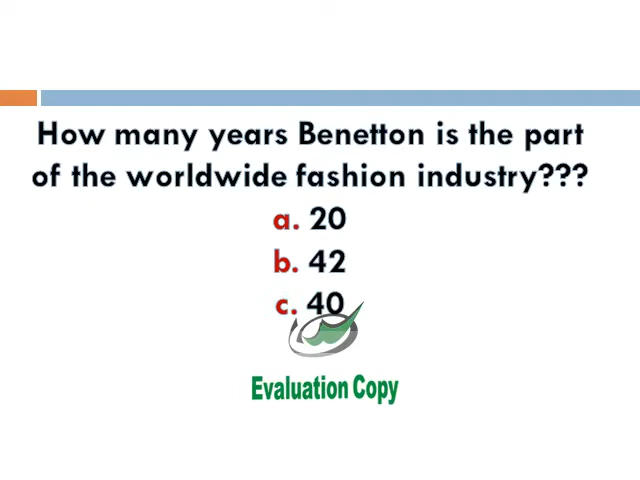 How many years Benetton is the part
of the worldwide fashion industry???
a. 20
b. 42
c. 40
Evaluation Copy